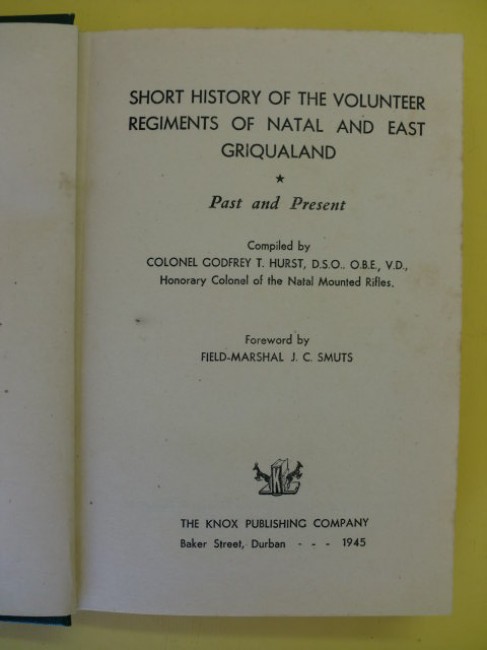 SHORT HISTORY OF THE VOLUNTEER
REGIMENTS OF NATAL AND EAST
GRIQUALAND
★
Past and Present
Compiled by
COLONEL GODFREY T. HURST, D.S.O.. O.B.E., V.D.,
Honorary Colonel of the Natal Mounted Rifles.
Foreword by
FIELD-MARSHAL J. C. SMUTS
K
THE KNOX PUBLISHING COMPANY
Baker Street, Durban - - - 1945